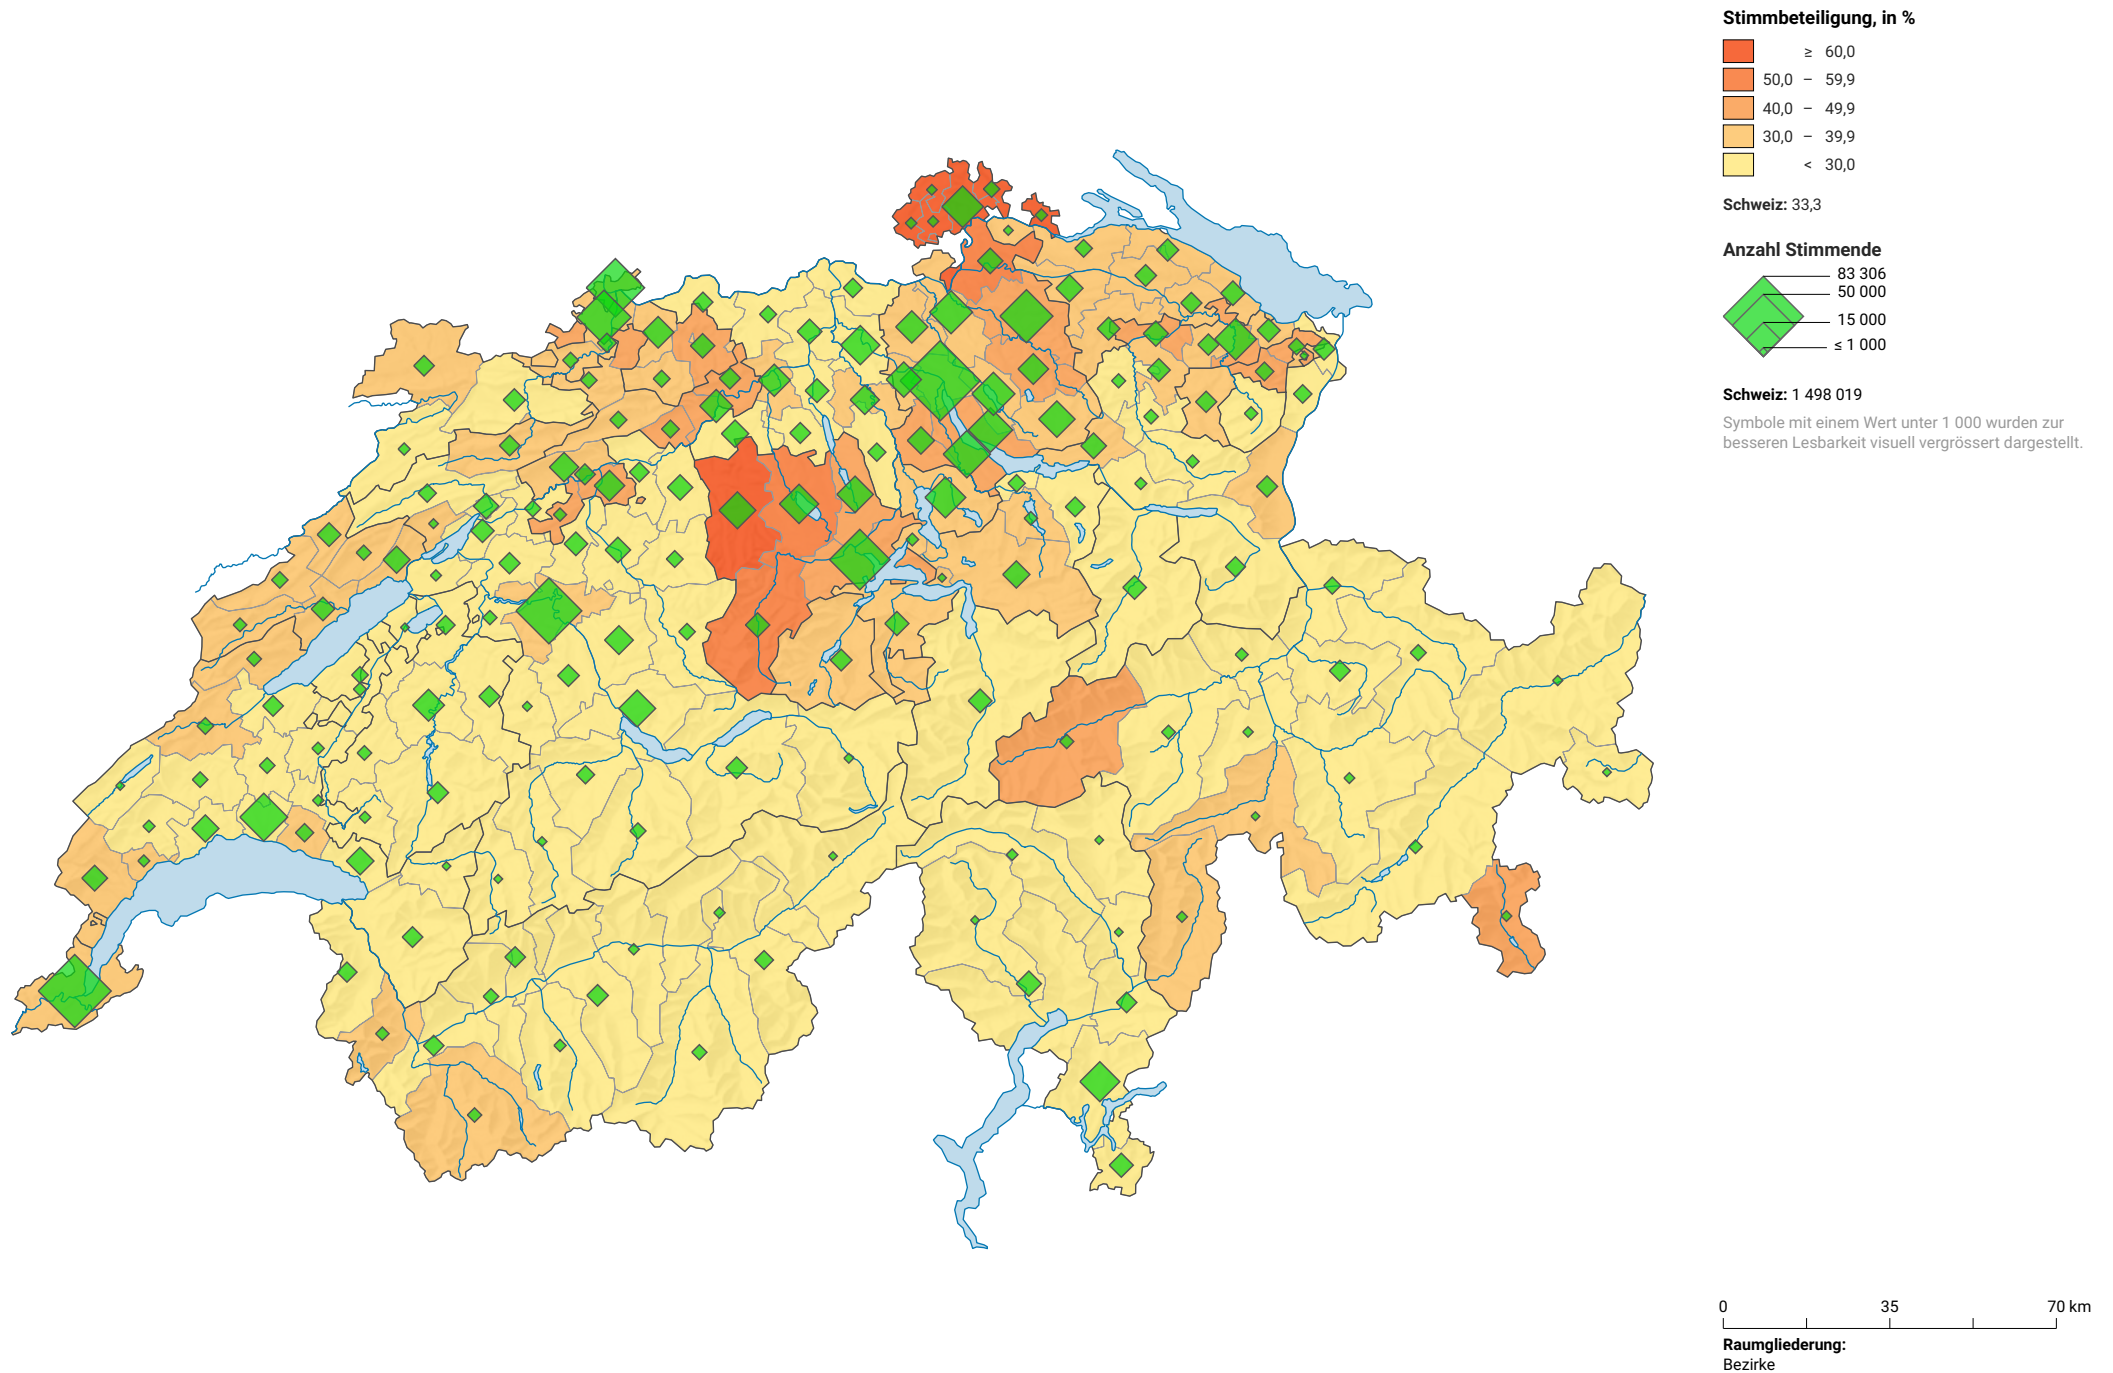 Stimmbeteiligung, in %
≥ 60,0
50,0 – 59,9
40,0 – 49,9
30,0 – 39,9
< 30,0
Schweiz: 33,3
Anzahl Stimmende
83 306
50 000
15 000
≤ 1 000
Schweiz: 1 498 019
Symbole mit einem Wert unter 1 000 wurden zur
besseren Lesbarkeit visuell vergrössert dargestellt.
0 35 70 km
Raumgliederung:
Bezirke